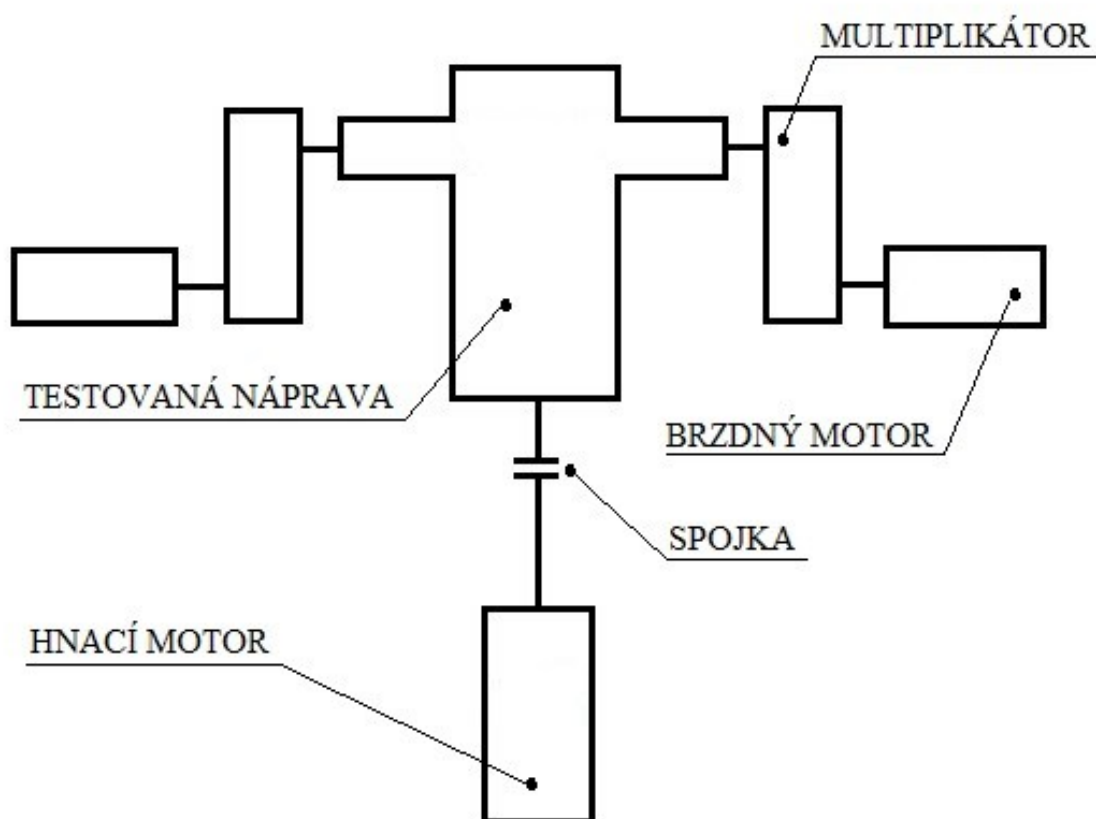 MULTIPLIKÁTOR
TESTOVANÁ NÁPRAVA
BRZDNÝ MOTOR
SPOJKA
HNACÍ MOTOR